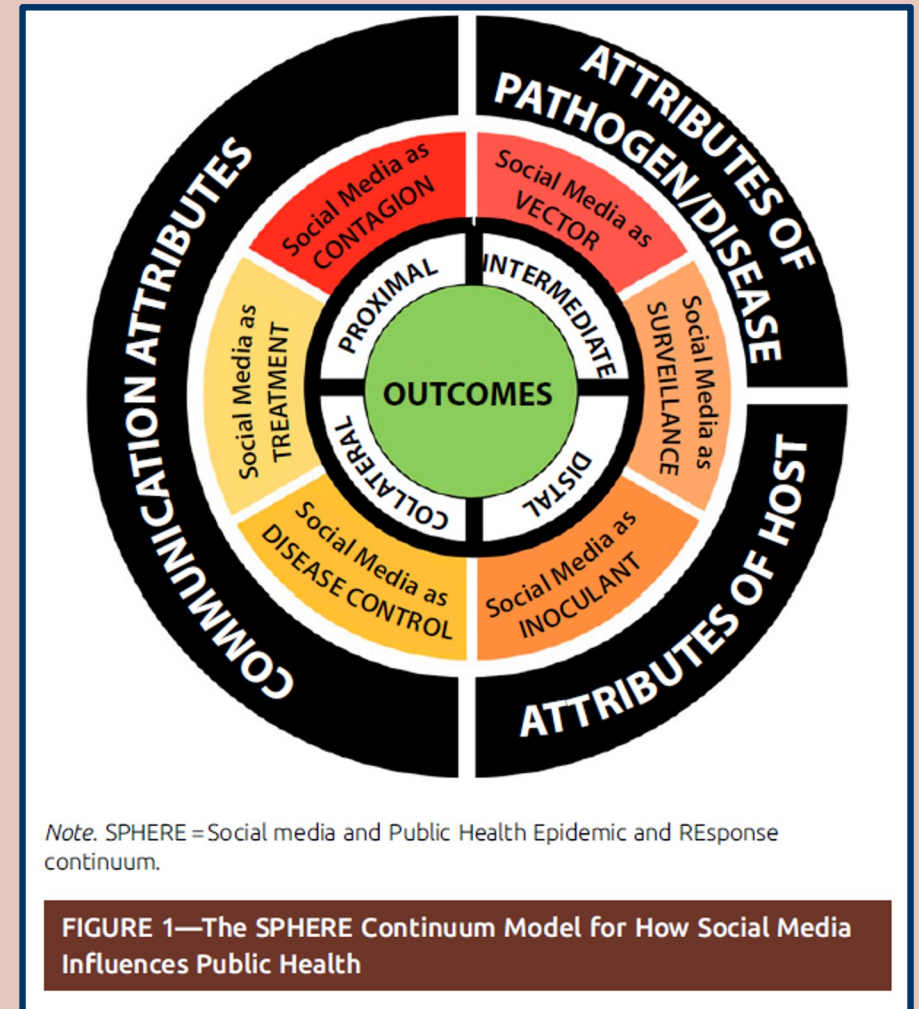 COMMUNICATION ATTRIBUTES
ATTRIBUTES OF
PATHOGEN/DISEASE
ATTRIBUTES OF HOST
Social Media as
CONTAGION
Social Media as
VECTOR
Social Media as
SURVEILLANCE
Social Media as
INOCULANT
Social Media as
DISEASE CONTROL
Social Media as
TREATMENT
PROXIMAL
INTERMEDIATE
DISTAL
COLLATERAL
OUTCOMES
Note. SPHERE = Social media and Public Health Epidemic and REsponse
continuum.
FIGURE 1—The SPHERE Continuum Model for How Social Media
Influences Public Health